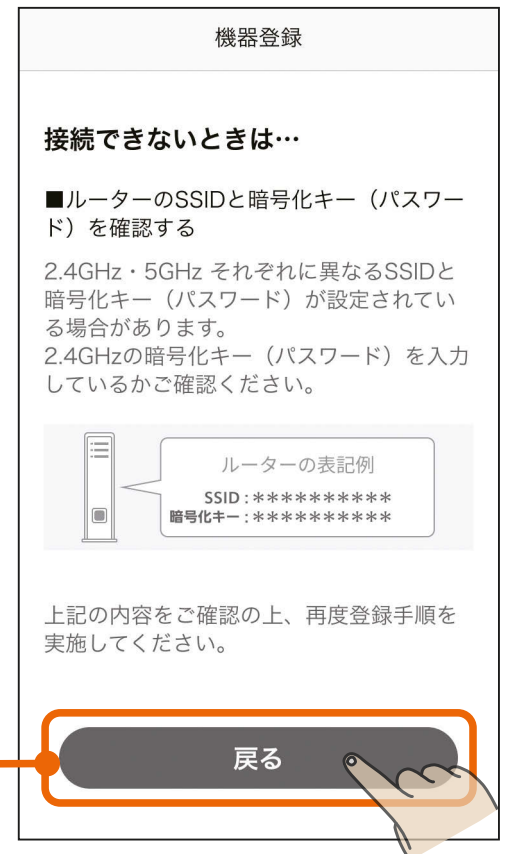 機器登録
接続できないときは…
■ルーターのSSIDと暗号化キー（パスワー
ド）を確認する
2.4GHz・5GHz それぞれに異なるSSIDと
暗号化キー（パスワード）が設定されてい
る場合があります。
2.4GHzの暗号化キー（パスワード）を入力
しているかご確認ください。
ルーターの表記例
SSID：**********
暗号化キー：**********
上記の内容をご確認の上、再度登録手順を
実施してください。
戻る